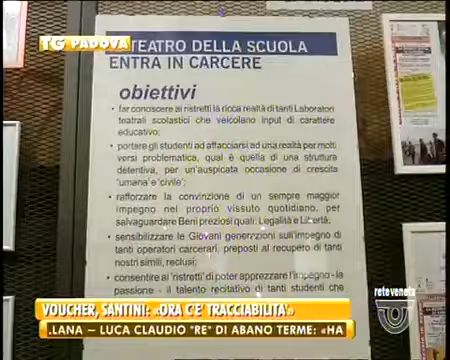 TG PADOVA
TEATRO DELLA SCUOLA
ENTRA IN CARCERE
obiettivi
• far conoscere ai ristretti la ricca realtà di tanti Laboratori
teatrali scolastici che veicolano input di carattere
educativo;
• portare gli studenti ad affacciarsi ad una realtà per molti
versi problematica, qual è quella di una struttura
detentiva, per un'auspicata occasione di crescita
'umana' e 'civile';
• rafforzare la convinzione di un sempre maggior
impegno nel proprio vissuto quotidiano, per
salvaguardare Beni preziosi quali: Legalità e Libertà.
• sensibilizzare le Giovani generazioni sull'impegno di
tanti operatori carcerari, preposti al recupero di tanti
nostri simili, reclusi;
• consentire ai 'ristretti' di poter apprezzare l'impegno - la
passione - il talento recitativo di tanti studenti che
reteveneta
VOUCHER, SANTINI: «ORA C'E' TRACCIABILITA'»
.LANA – LUCA CLAUDIO "RE" DI ABANO TERME: «HA